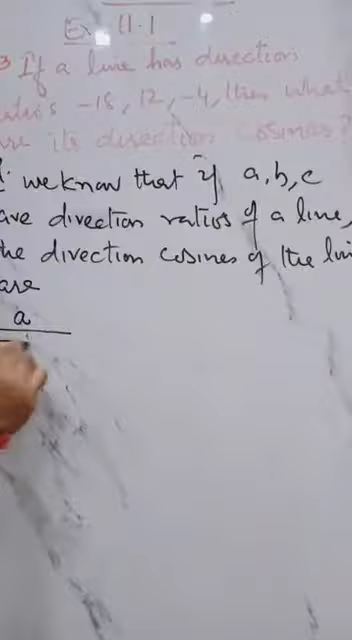 Ex. 11.1
3 If a line has direction
ratios -18, 12, -4, then what
are its direction cosines?
we know that if a, b, c
are direction ratios of a line,
the direction cosines of the line
are
a